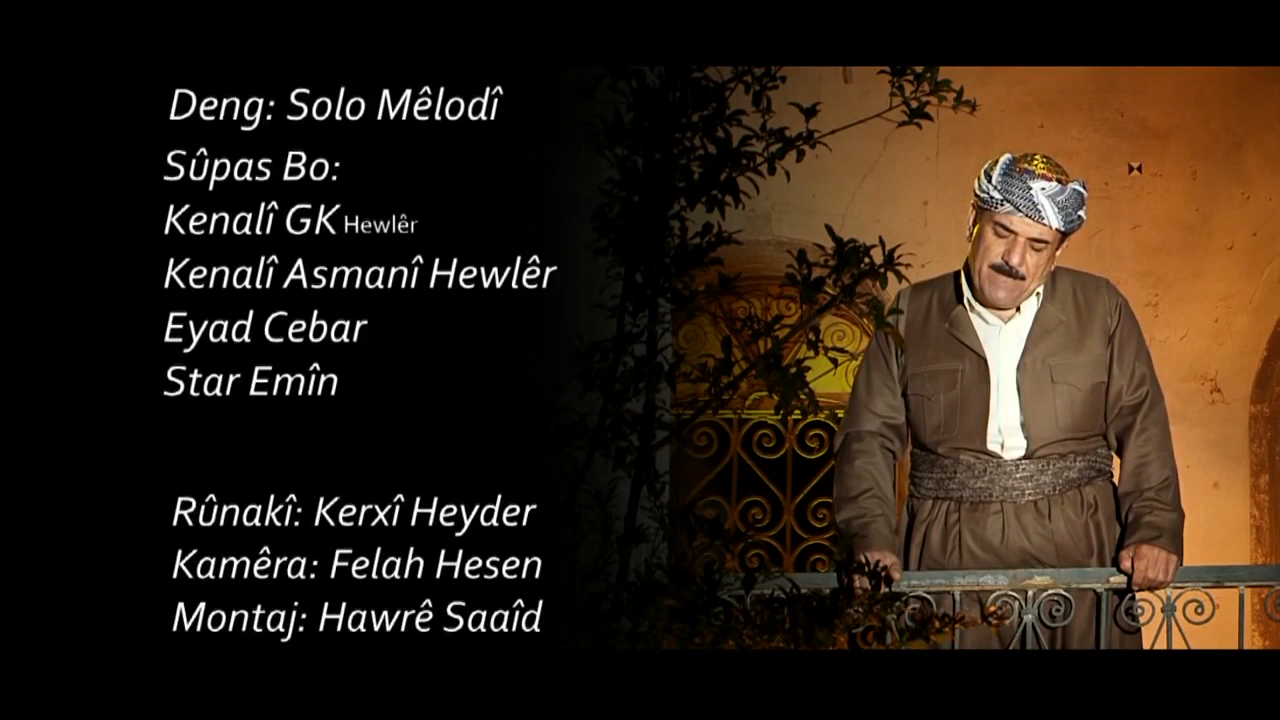 Deng: Solo Mêlodî
Sûpas Bo:
Kenalî GK Hewlêr
Kenalî Asmanî Hewlêr
Eyad Cebar
Star Emîn
Rûnakî: Kerxî Heyder
Kamêra: Felah Hesen
Montaj: Hawrê Saaîd